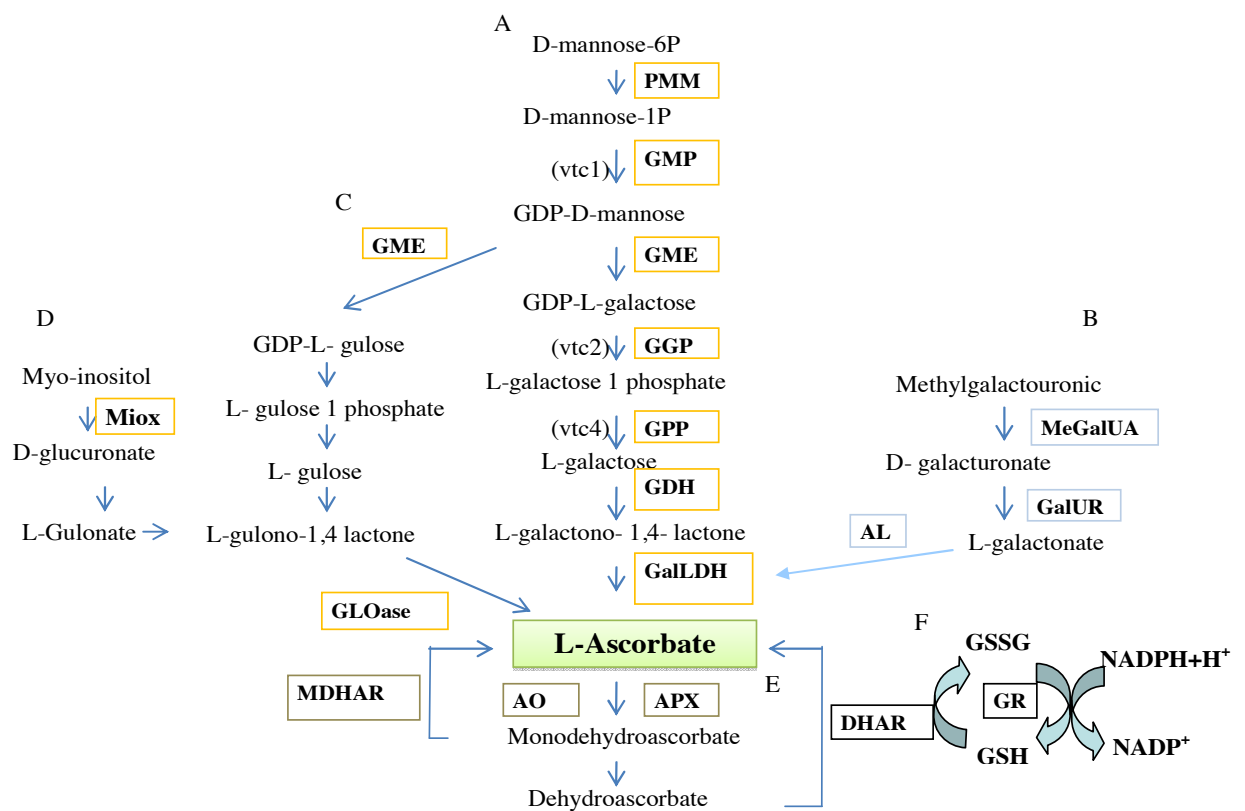 A
D-mannose-6P
PMM
D-mannose-1P
(vtc1)
GMP
C
GDP-D-mannose
GME
GME
GDP-L-galactose
D
B
GDP-L- gulose
(vtc2)
GGP
Myo-inositol
L-galactose 1 phosphate
Methylgalactouronic
Miox
L- gulose 1 phosphate
(vtc4)
GPP
MeGalUA
D-glucuronate
L-galactose
D- galacturonate
L- gulose
GDH
GalUR
L-Gulonate
L-gulono-1,4 lactone
L-galactono- 1,4- lactone
AL
L-galactonate
GalLDH
GLOase
L-Ascorbate
F
GSSG
NADPH+H⁺
MDHAR
AO
APX
E
DHAR
GR
Monodehydroascorbate
GSH
NADP⁺
Dehydroascorbate